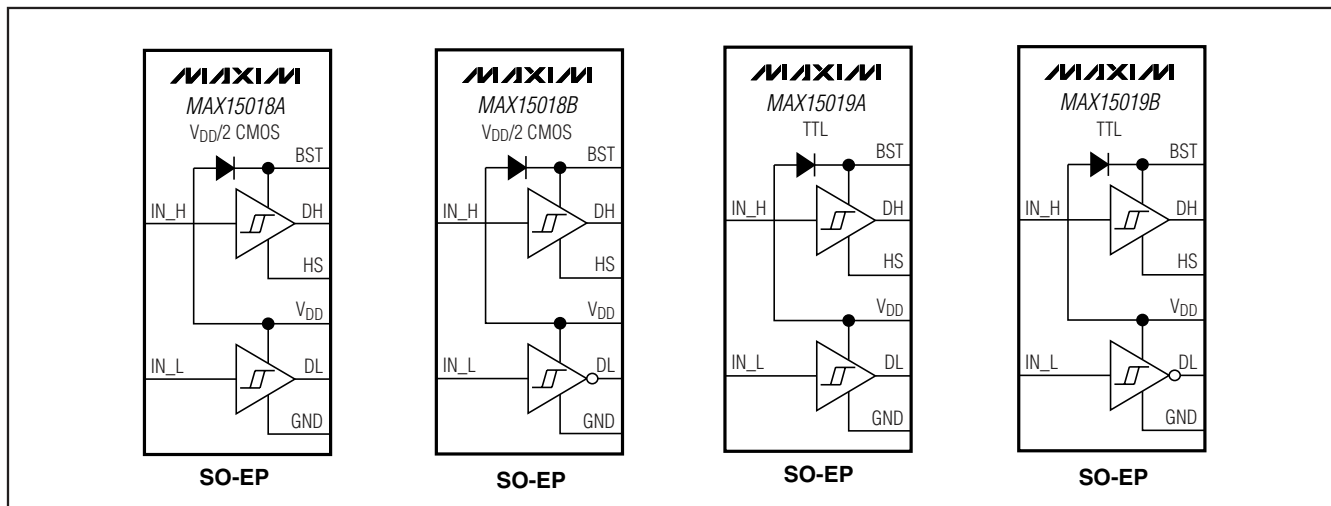 MAXIM
MAX15018A
VDD/2 CMOS
BST
IN_H
DH
HS
VDD
IN_L
DL
GND
SO-EP
MAXIM
MAX15018B
VDD/2 CMOS
BST
IN_H
DH
HS
VDD
IN_L
DL
GND
SO-EP
MAXIM
MAX15019A
TTL
BST
IN_H
DH
HS
VDD
IN_L
DL
GND
SO-EP
MAXIM
MAX15019B
TTL
BST
IN_H
DH
HS
VDD
IN_L
DL
GND
SO-EP